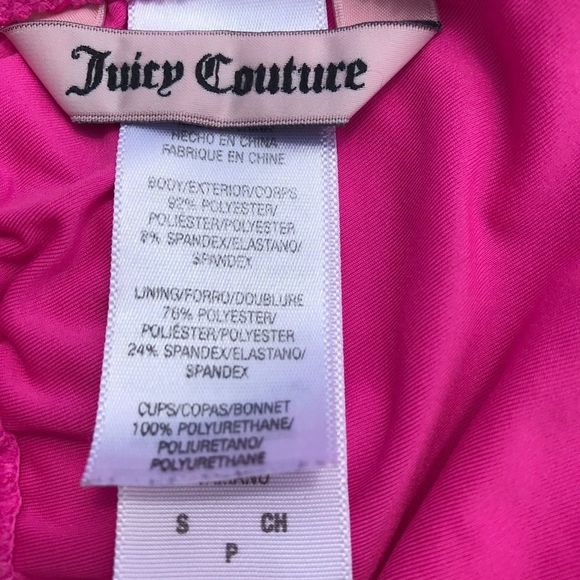 Juicy Couture
HECHO EN CHINA
FABRIQUE EN CHINE
BODY/EXTERIOR/CORPS
92% POLYESTER/
POLIÉSTER/POLYESTER
8% SPANDEX/ELASTANO/
SPANDEX
LINING/FORRO/DOUBLURE
76% POLYESTER/
POLIÉSTER/POLYESTER
24% SPANDEX/ELASTANO/
SPANDEX
CUPS/COPAS/BONNET
100% POLYURETHANE/
POLIURETANO/
POLYURETHANE
S CH
P